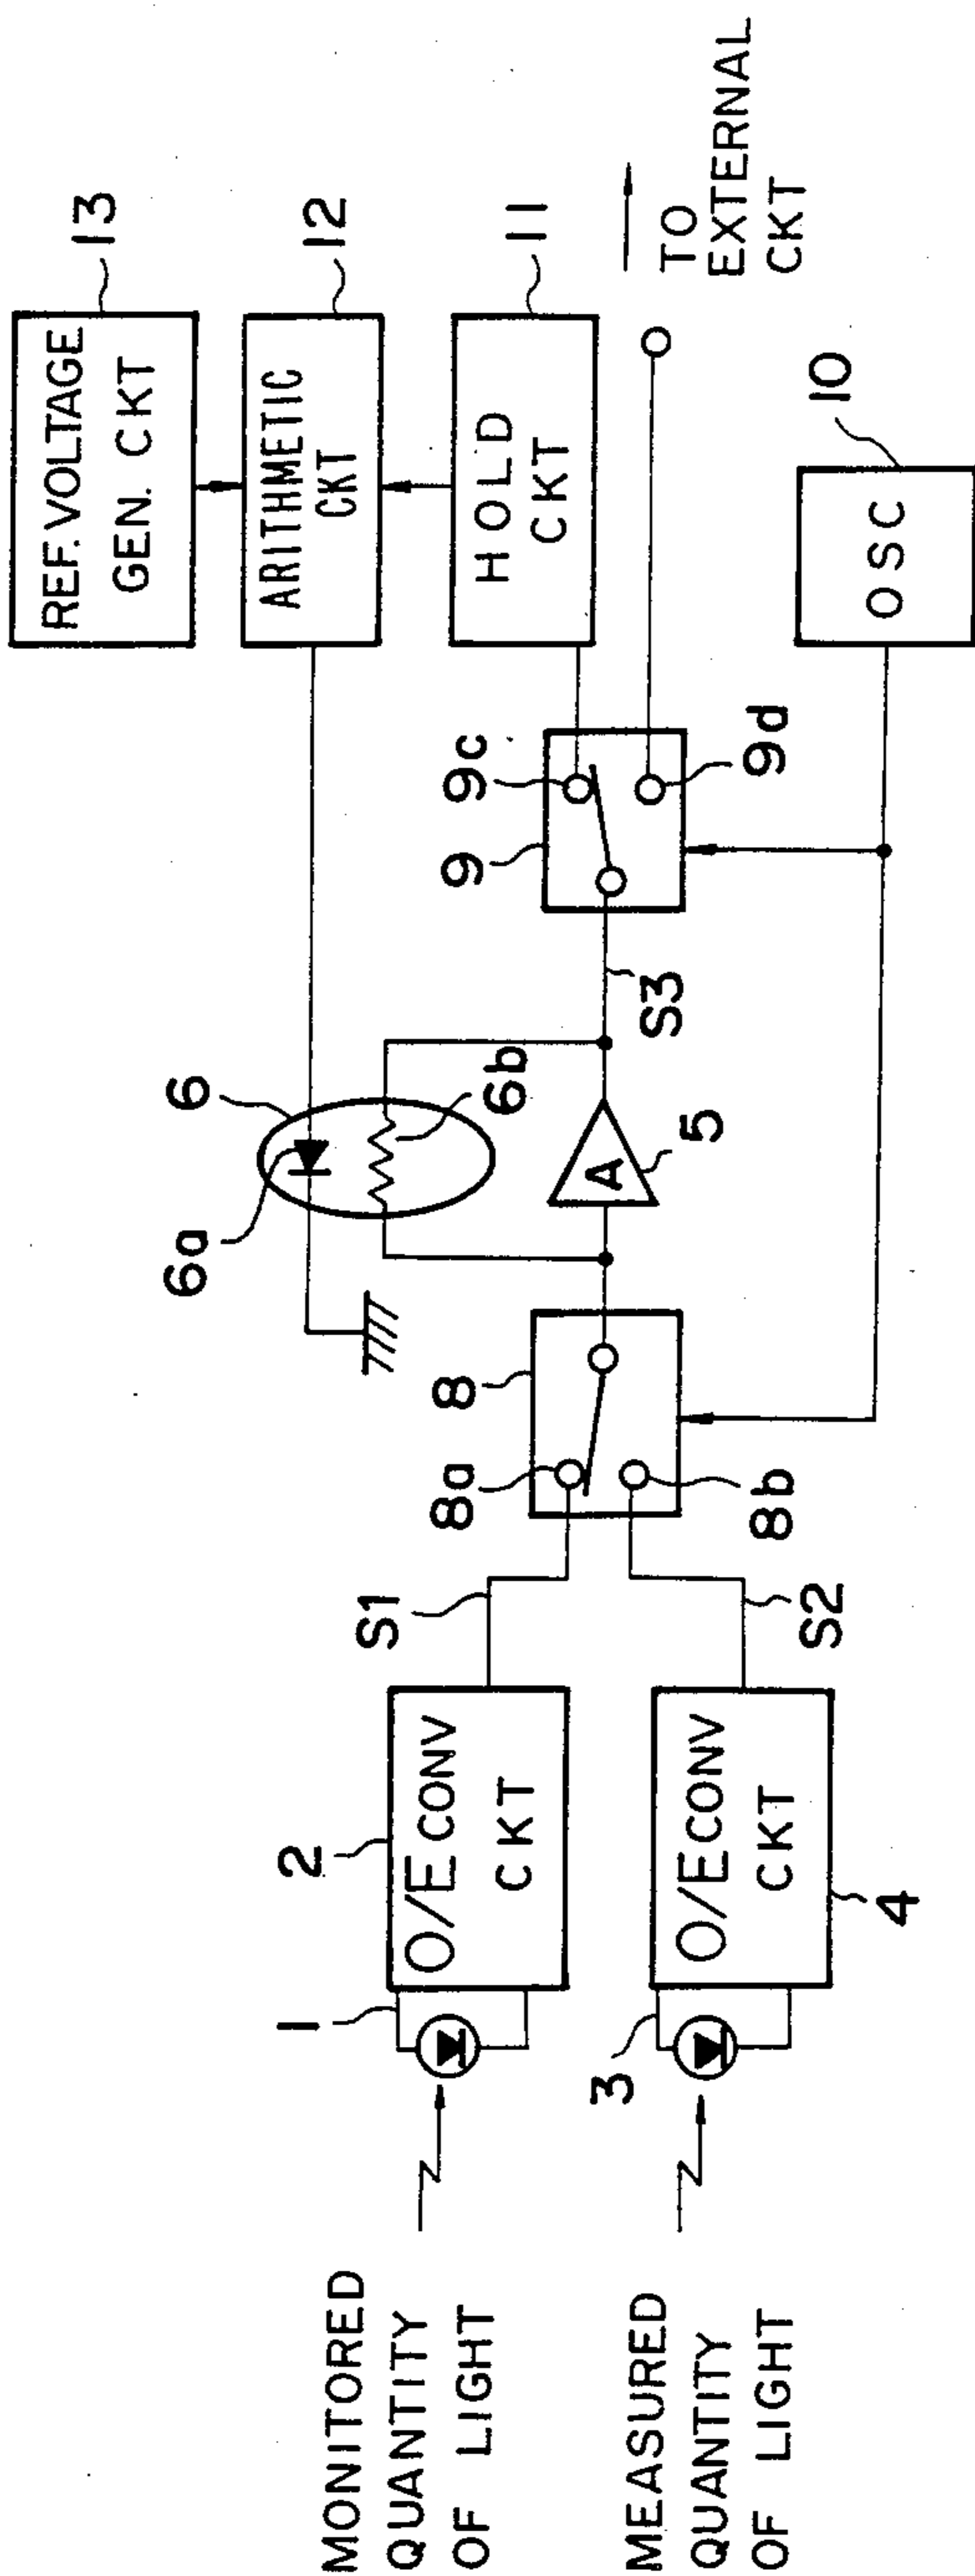 MONITORED
QUANTITY
OF LIGHT
1
2
O/E CONV
CKT
S1
MEASURED
QUANTITY
OF LIGHT
3
4
O/E CONV
CKT
S2
8
8a
8b
6
6a
6b
A
5
S3
9
9c
9d
10
OSC
13
REF. VOLTAGE
GEN. CKT
12
ARITHMETIC
CKT
11
HOLD
CKT
TO
EXTERNAL
CKT